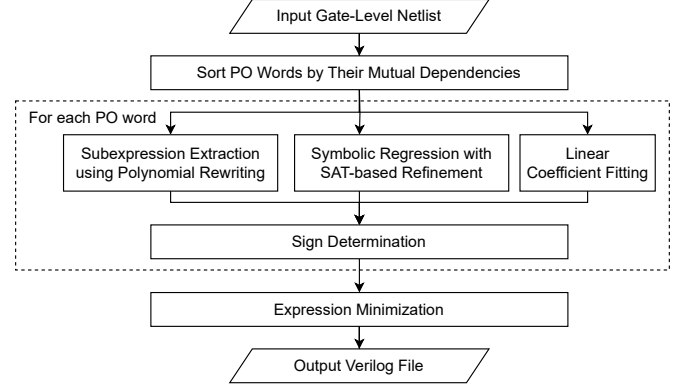 Input Gate-Level Netlist
Sort PO Words by Their Mutual Dependencies
For each PO word
Subexpression Extraction
using Polynomial Rewriting
Symbolic Regression with
SAT-based Refinement
Linear
Coefficient Fitting
Sign Determination
Expression Minimization
Output Verilog File